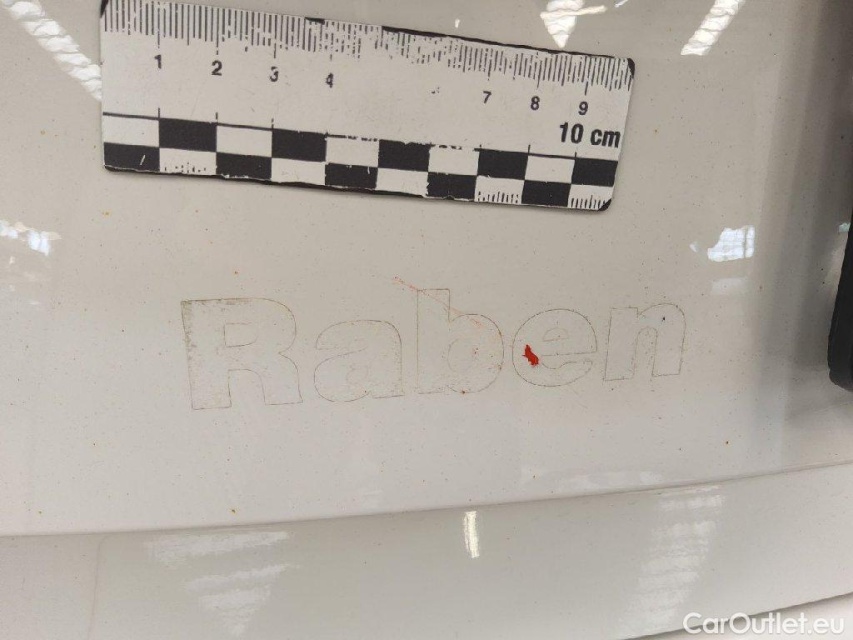 1 2 3 4 7 8 9
10 cm
Raben
CarOutlet.eu